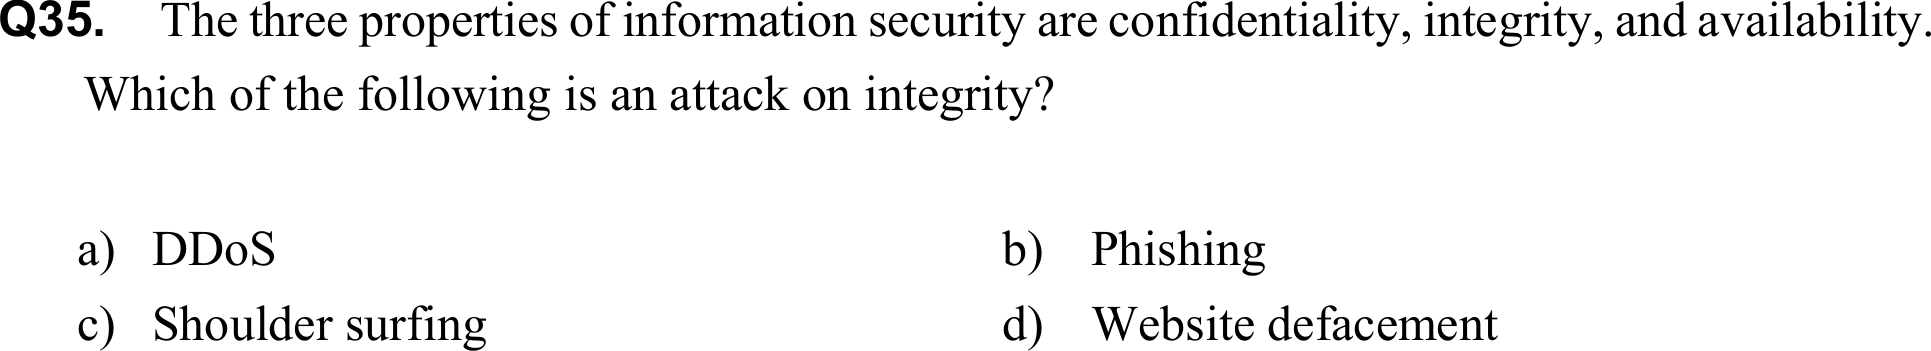 Q35. The three properties of information security are confidentiality, integrity, and availability.
Which of the following is an attack on integrity?
a) DDoS b) Phishing
c) Shoulder surfing d) Website defacement